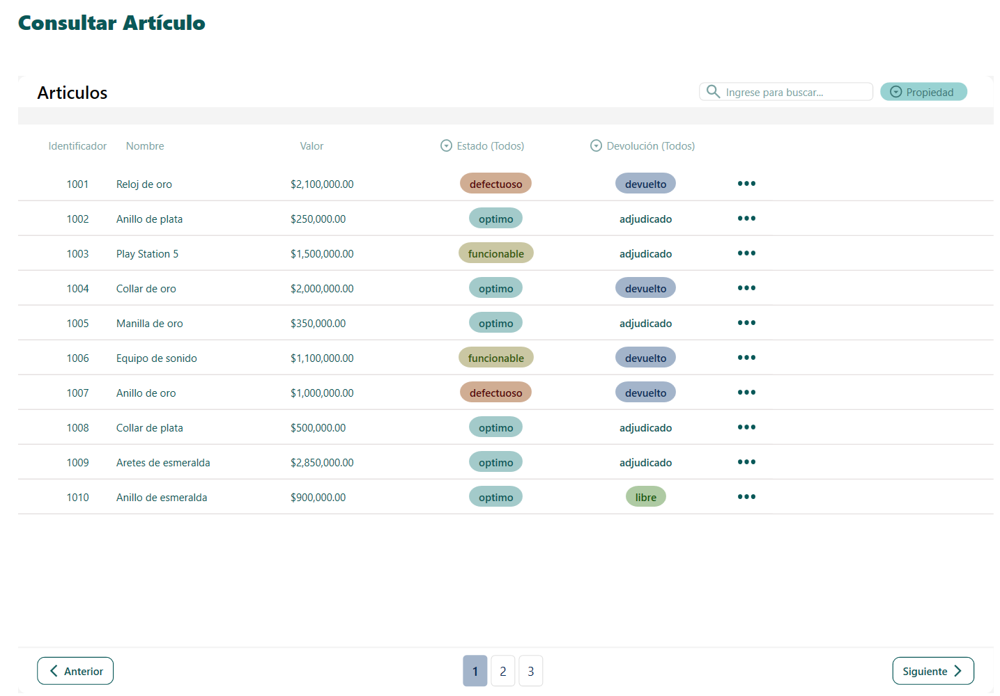 Consultar Artículo
Articulos
Ingrese para buscar...
Propiedad
Identificador Nombre Valor Estado (Todos) Devolución (Todos)
1001 Reloj de oro $2,100,000.00 defectuoso devuelto
1002 Anillo de plata $250,000.00 optimo adjudicado
1003 Play Station 5 $1,500,000.00 funcionable adjudicado
1004 Collar de oro $2,000,000.00 optimo devuelto
1005 Manilla de oro $350,000.00 optimo adjudicado
1006 Equipo de sonido $1,100,000.00 funcionable devuelto
1007 Anillo de oro $1,000,000.00 defectuoso devuelto
1008 Collar de plata $500,000.00 optimo adjudicado
1009 Aretes de esmeralda $2,850,000.00 optimo adjudicado
1010 Anillo de esmeralda $900,000.00 optimo libre
Anterior 1 2 3 Siguiente